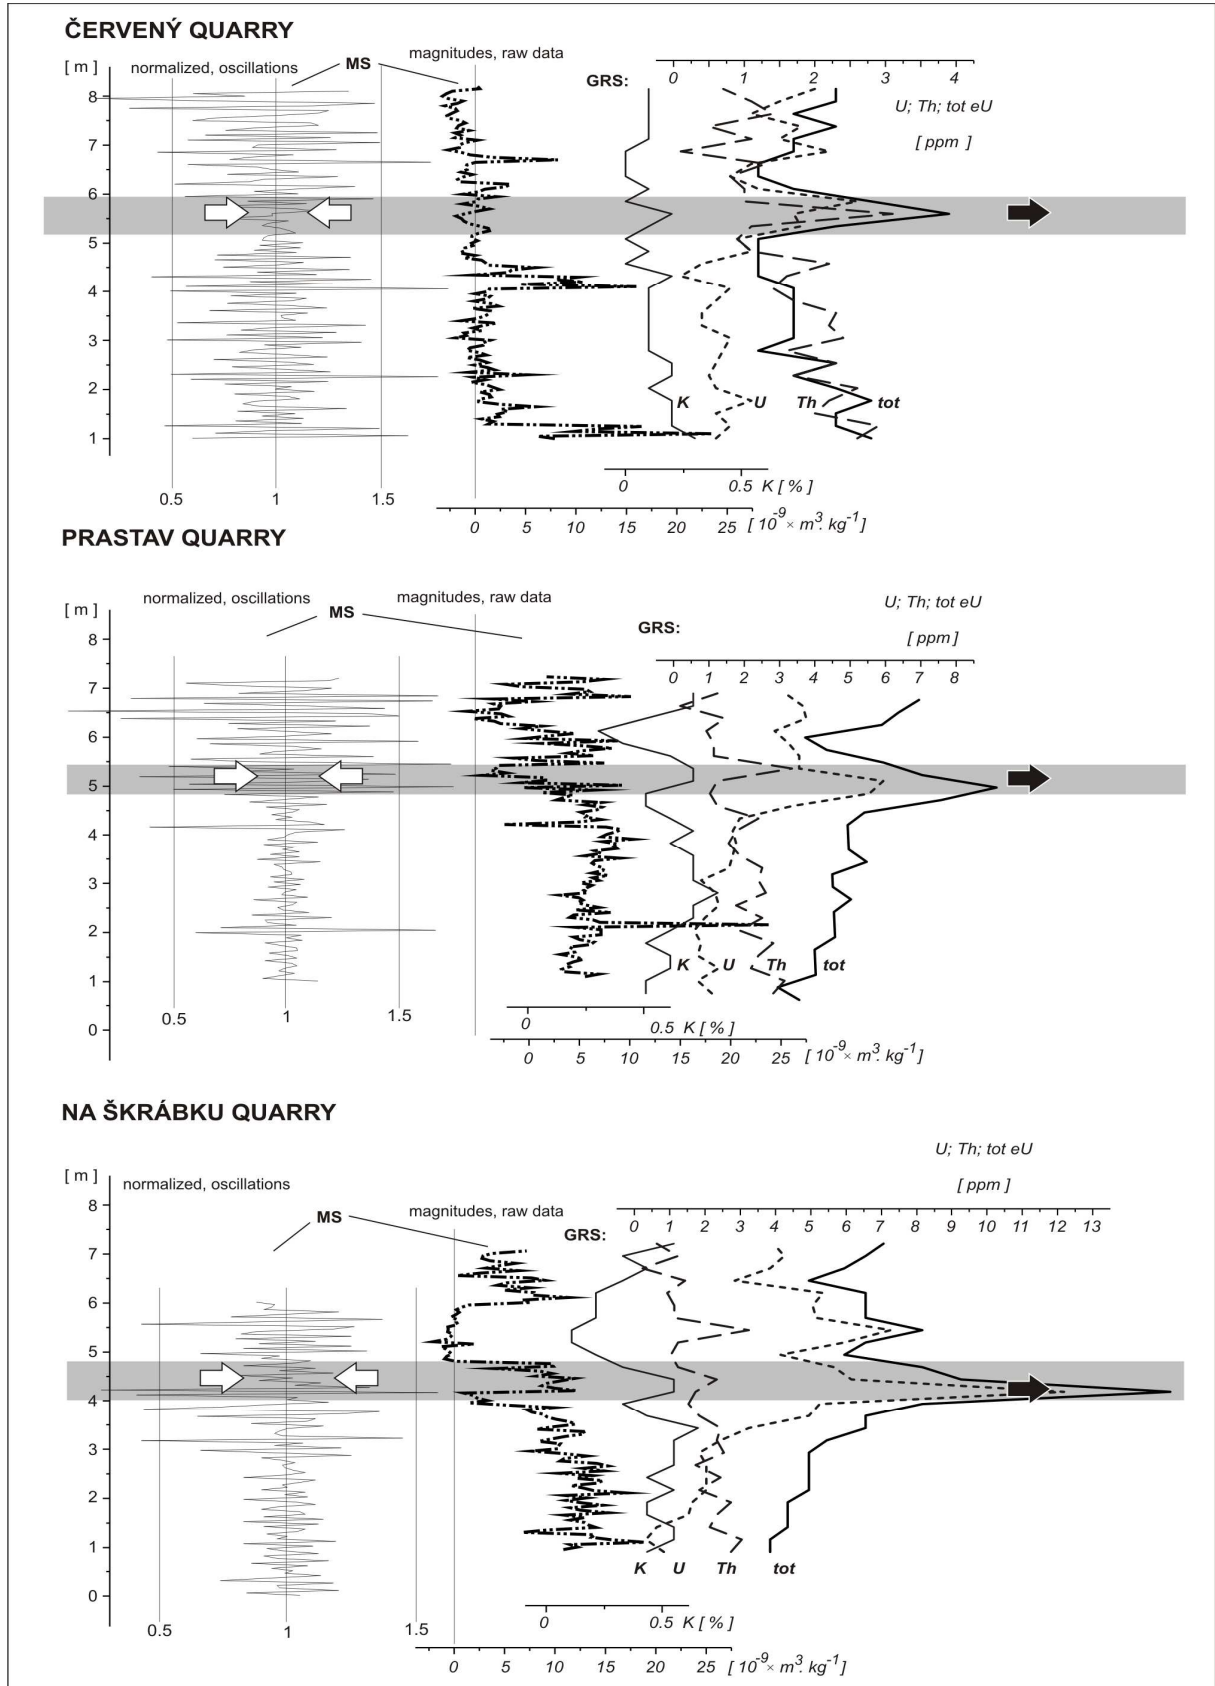 ČERVENÝ QUARRY
[ m ] normalized, oscillations MS magnitudes, raw data
GRS: 0 1 2 3 4
U; Th; tot eU
[ ppm ]
8
7
6
5
4
3
2
1
K U Th tot
0 0.5 K [ % ]
0.5 1 1.5
0 5 10 15 20 25 [ 10⁻⁹ × m³. kg⁻¹]
PRASTAV QUARRY
[ m ] normalized, oscillations MS magnitudes, raw data
U; Th; tot eU
GRS: [ ppm ]
0 1 2 3 4 5 6 7 8
8
7
6
5
4
3
2
1
0
K U Th tot
0.5 1 1.5
0 0.5 K [ % ]
0 5 10 15 20 25 [ 10⁻⁹ × m³. kg⁻¹]
NA ŠKRÁBKU QUARRY
U; Th; tot eU
[ m ] normalized, oscillations [ ppm ]
MS magnitudes, raw data
GRS: 0 1 2 3 4 5 6 7 8 9 10 11 12 13
8
7
6
5
4
3
2
1
0
K U Th tot
0.5 1 1.5
0 0.5 K [ % ]
0 5 10 15 20 25 [ 10⁻⁹ × m³. kg⁻¹]